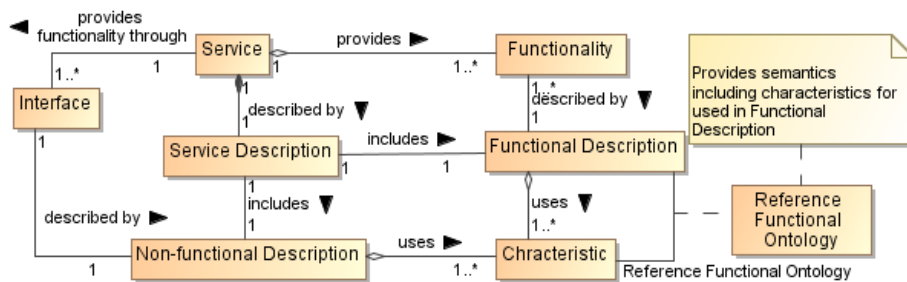 provides
functionality through
Service
provides
Functionality
1
1
1..*
1..*
Interface
1
1..*
described by
described by
1
1
Provides semantics
including characteristics for
used in Functional
Description
Service Description
includes
Functional Description
1
1
1
1
includes
uses
described by
1
1..*
1
Non-functional Description
uses
1..*
Chracteristic
Reference
Functional
Ontology
Reference Functional Ontology